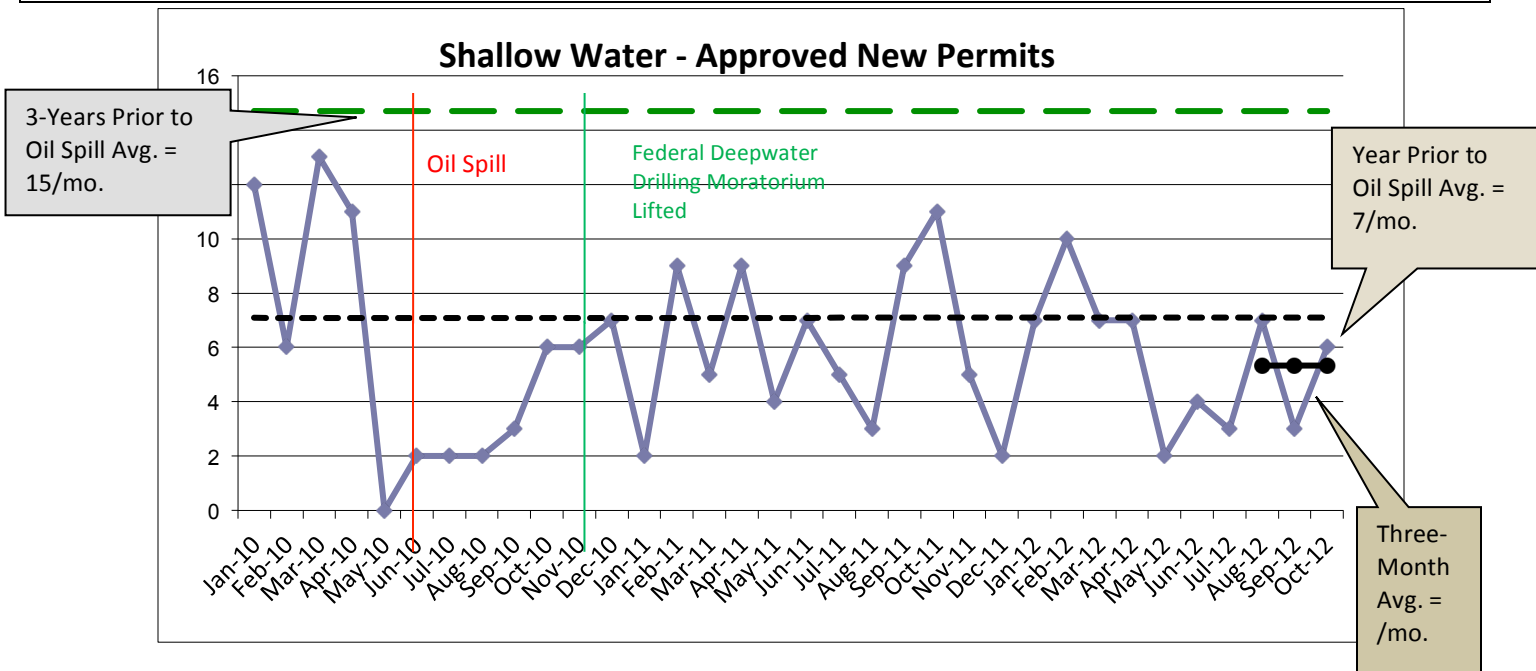 Shallow Water - Approved New Permits
3-Years Prior to
Oil Spill Avg. =
15/mo.
Oil Spill
Federal Deepwater
Drilling Moratorium
Lifted
Year Prior to
Oil Spill Avg. =
7/mo.
Three-
Month
Avg. =
/mo.
16
10
8
6
4
2
0
Jan-10
Feb-10
Mar-10
Apr-10
May-10
Jun-10
Jul-10
Aug-10
Sep-10
Oct-10
Nov-10
Dec-10
Jan-11
Feb-11
Mar-11
Apr-11
May-11
Jun-11
Jul-11
Aug-11
Sep-11
Oct-11
Nov-11
Dec-11
Jan-12
Feb-12
Mar-12
Apr-12
May-12
Jun-12
Jul-12
Aug-12
Sep-12
Oct-12